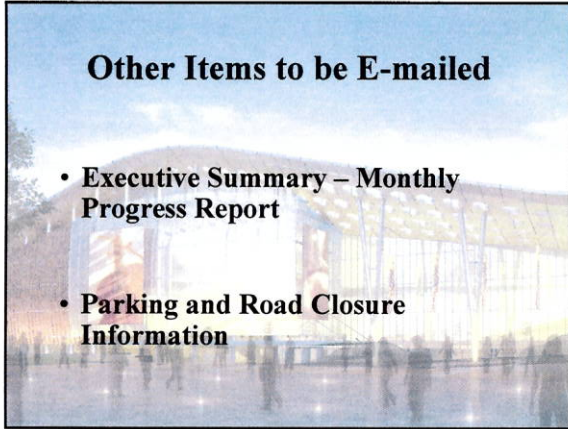 Other Items to be E-mailed
• Executive Summary – Monthly
Progress Report
• Parking and Road Closure
Information